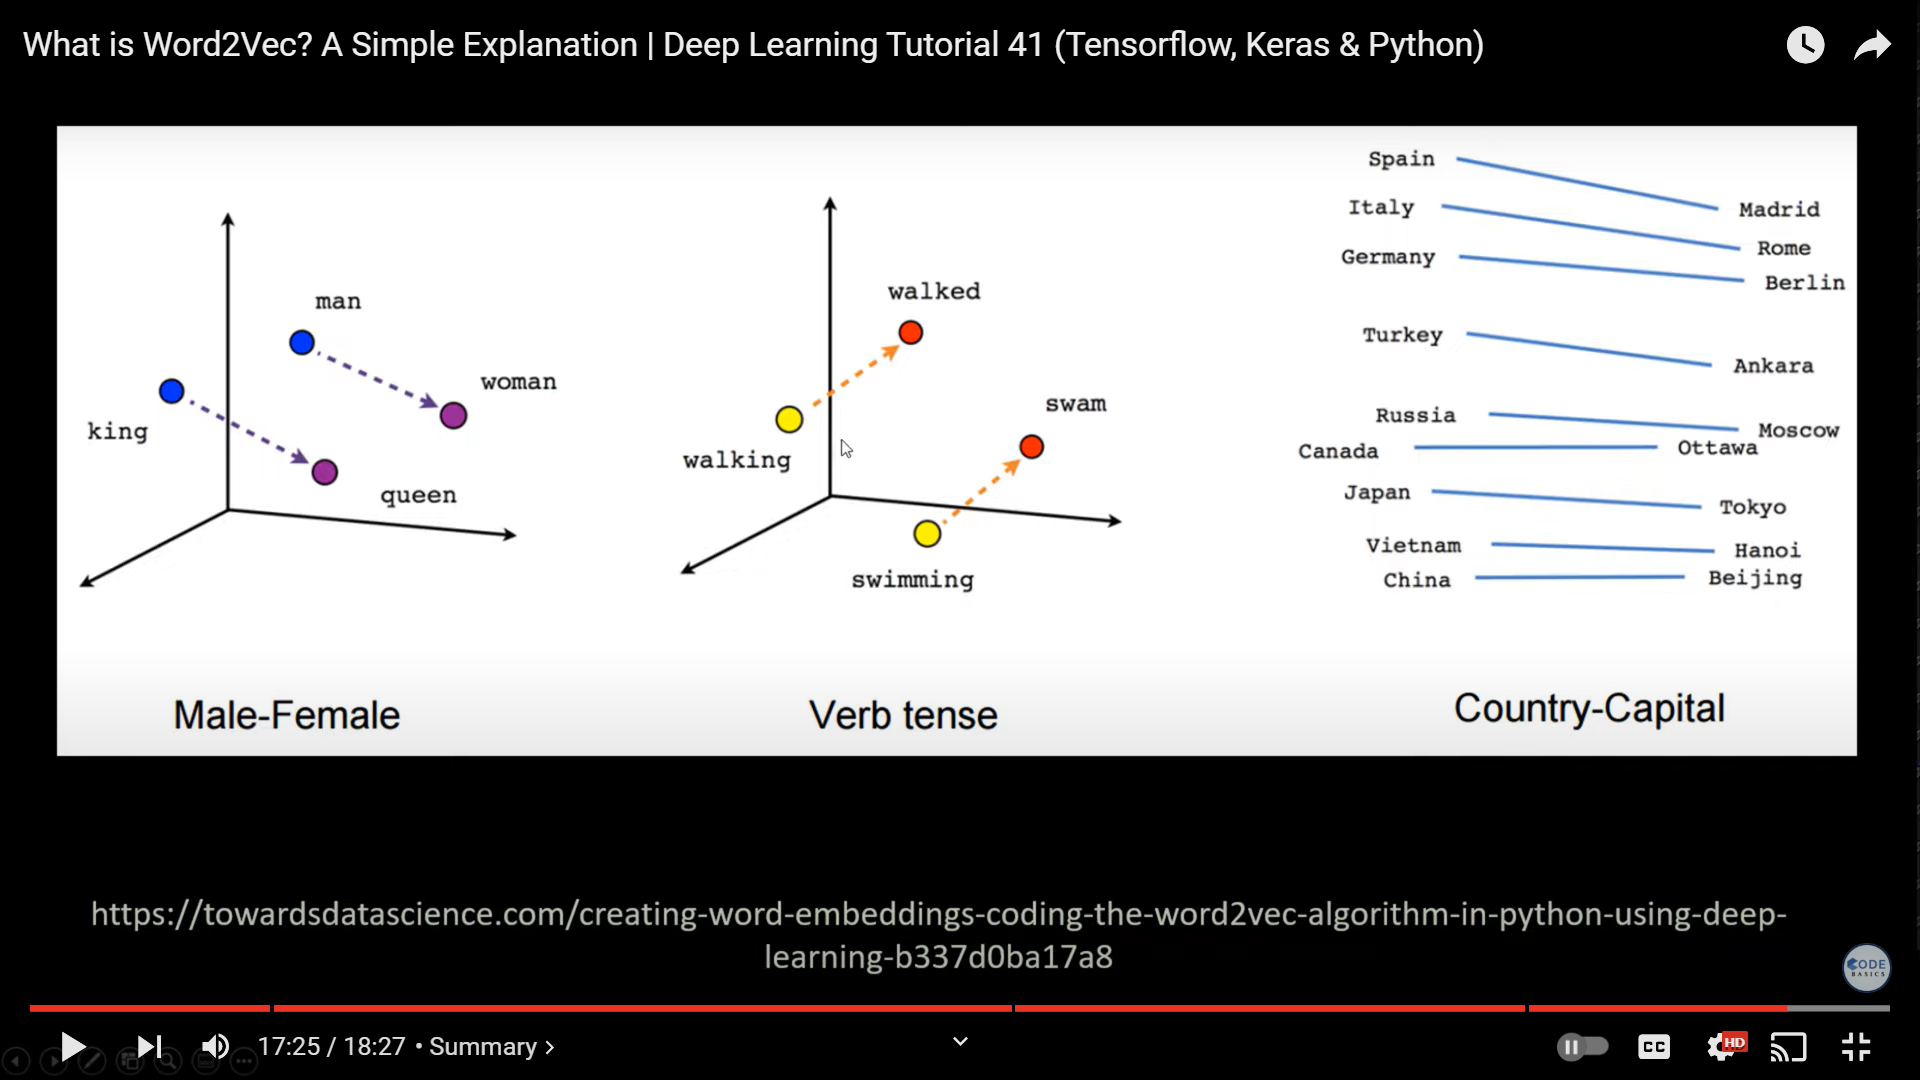 What is Word2Vec? A Simple Explanation | Deep Learning Tutorial 41 (Tensorflow, Keras & Python)
man
woman
king
queen
Male-Female
walked
swam
walking
swimming
Verb tense
Spain
Madrid
Italy
Rome
Germany
Berlin
Turkey
Ankara
Russia
Moscow
Canada
Ottawa
Japan
Tokyo
Vietnam
Hanoi
China
Beijing
Country-Capital
https://towardsdatascience.com/creating-word-embeddings-coding-the-word2vec-algorithm-in-python-using-deep-
learning-b337d0ba17a8
CODE
BASICS
17:25 / 18:27 • Summary >
CC
HD